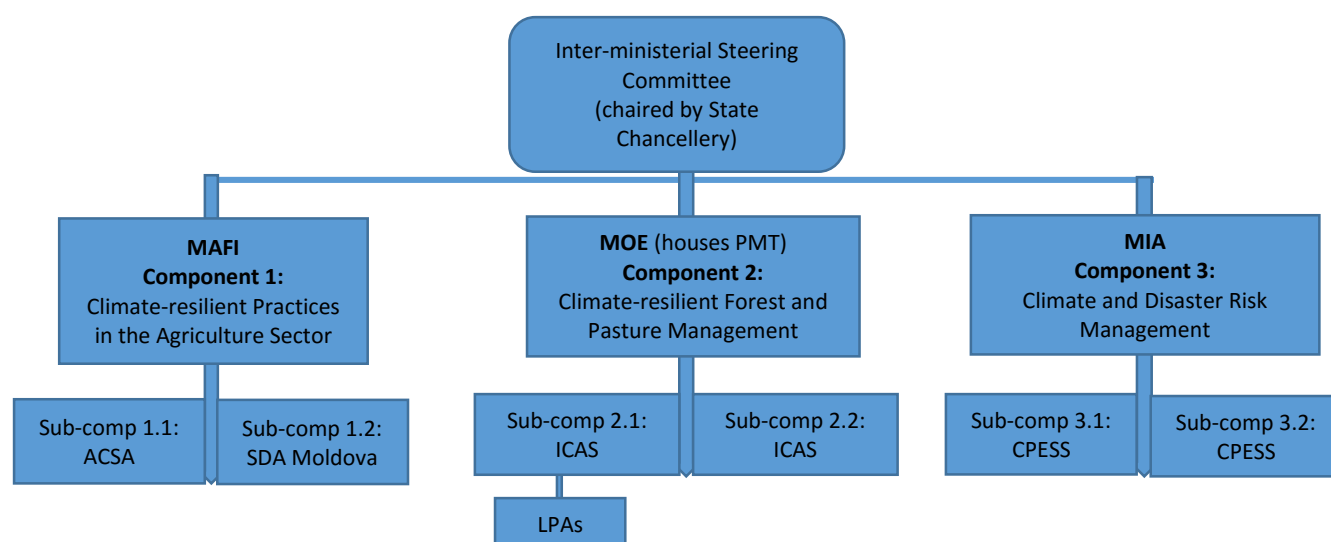 Inter-ministerial Steering
Committee
(chaired by State
Chancellery)
MAFI
Component 1:
Climate-resilient Practices
in the Agriculture Sector
MOE (houses PMT)
Component 2:
Climate-resilient Forest and
Pasture Management
MIA
Component 3:
Climate and Disaster Risk
Management
Sub-comp 1.1:
ACSA
Sub-comp 1.2:
SDA Moldova
Sub-comp 2.1:
ICAS
Sub-comp 2.2:
ICAS
Sub-comp 3.1:
CPESS
Sub-comp 3.2:
CPESS
LPAs